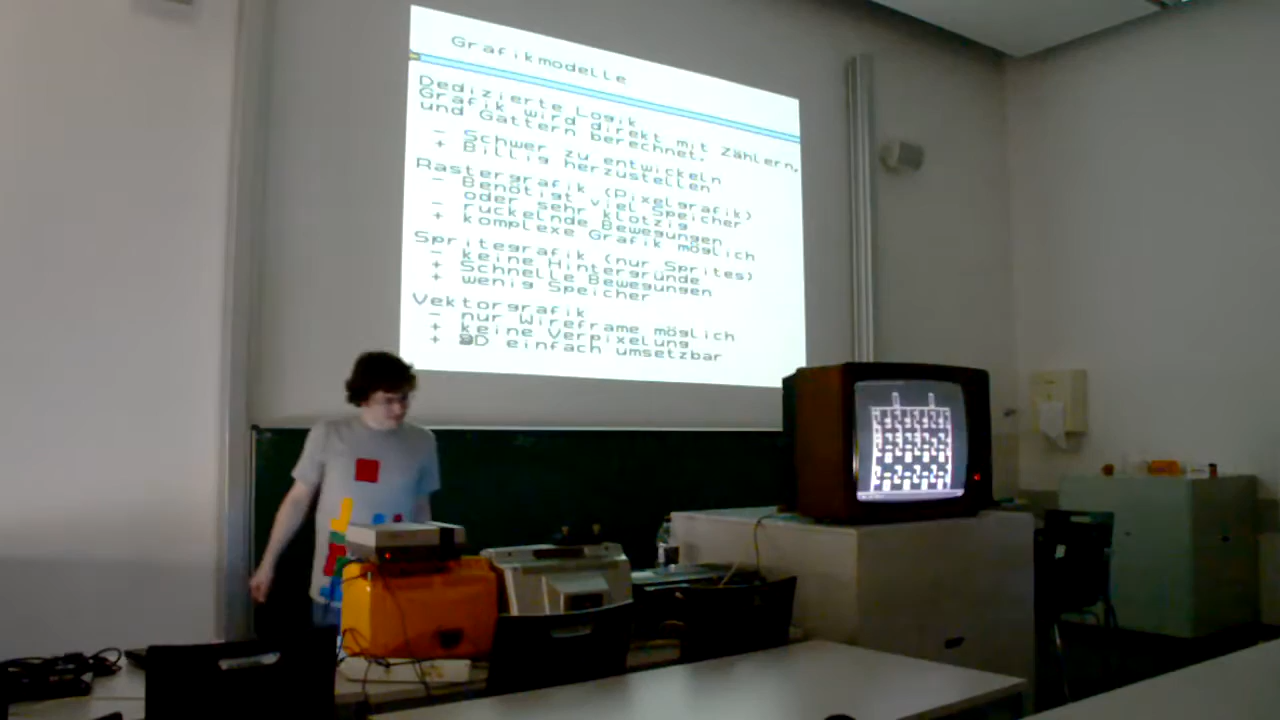 Grafikmodelle
Dedizierte Logik
Grafik wird direkt mit Zählern,
und Gattern berechnet.
- Schwer zu entwickeln
+ Billig herzustellen
Rastergrafik (Pixelgrafik)
- Benötigt viel Speicher
oder sehr klotzig
- ruckelnde Bewegungen
+ komplexe Grafik möglich
Spritegrafik (nur Sprites)
- keine Hintergründe
+ Schnelle Bewegungen
+ wenig Speicher
Vektorgrafik
- nur Wireframe möglich
+ keine Verpixelung
+ 3D einfach umsetzbar